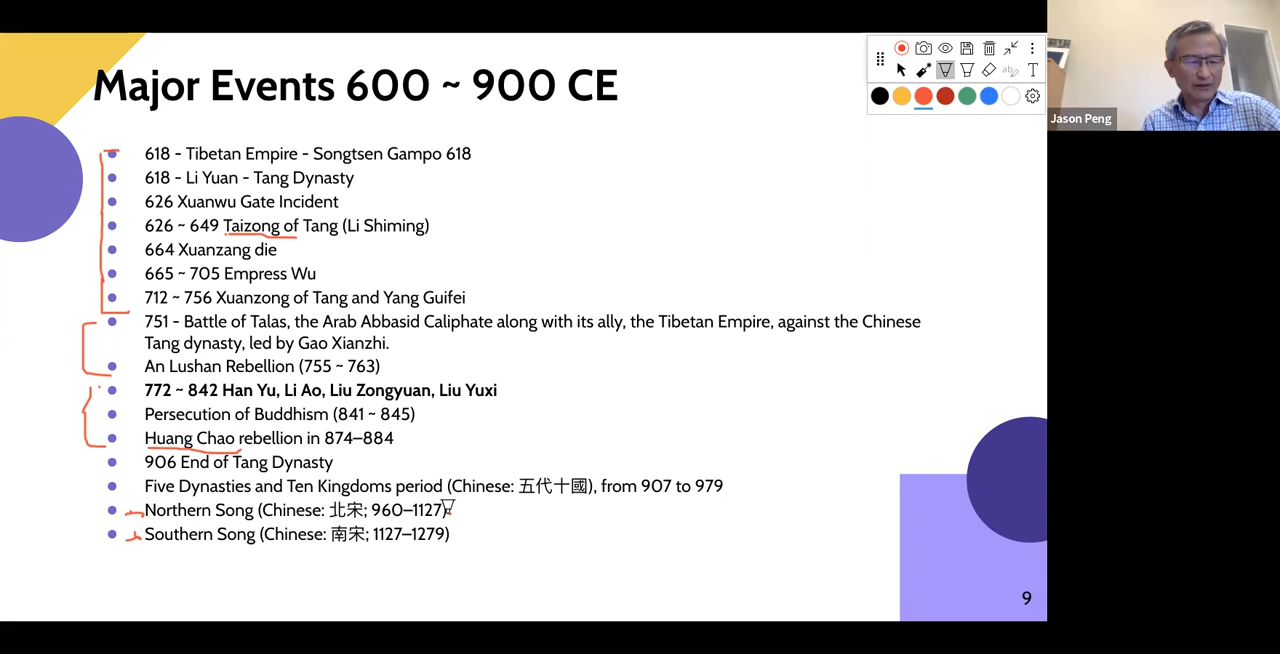 Major Events 600 ~ 900 CE
618 - Tibetan Empire - Songtsen Gampo 618
618 - Li Yuan - Tang Dynasty
626 Xuanwu Gate Incident
626 ~ 649 Taizong of Tang (Li Shiming)
664 Xuanzang die
665 ~ 705 Empress Wu
712 ~ 756 Xuanzong of Tang and Yang Guifei
751 - Battle of Talas, the Arab Abbasid Caliphate along with its ally, the Tibetan Empire, against the Chinese
Tang dynasty, led by Gao Xianzhi.
An Lushan Rebellion (755 ~ 763)
772 ~ 842 Han Yu, Li Ao, Liu Zongyuan, Liu Yuxi
Persecution of Buddhism (841 ~ 845)
Huang Chao rebellion in 874–884
906 End of Tang Dynasty
Five Dynasties and Ten Kingdoms period (Chinese: 五代十國), from 907 to 979
Northern Song (Chinese: 北宋; 960–1127)
Southern Song (Chinese: 南宋; 1127–1279)
9
ab
T
Jason Peng